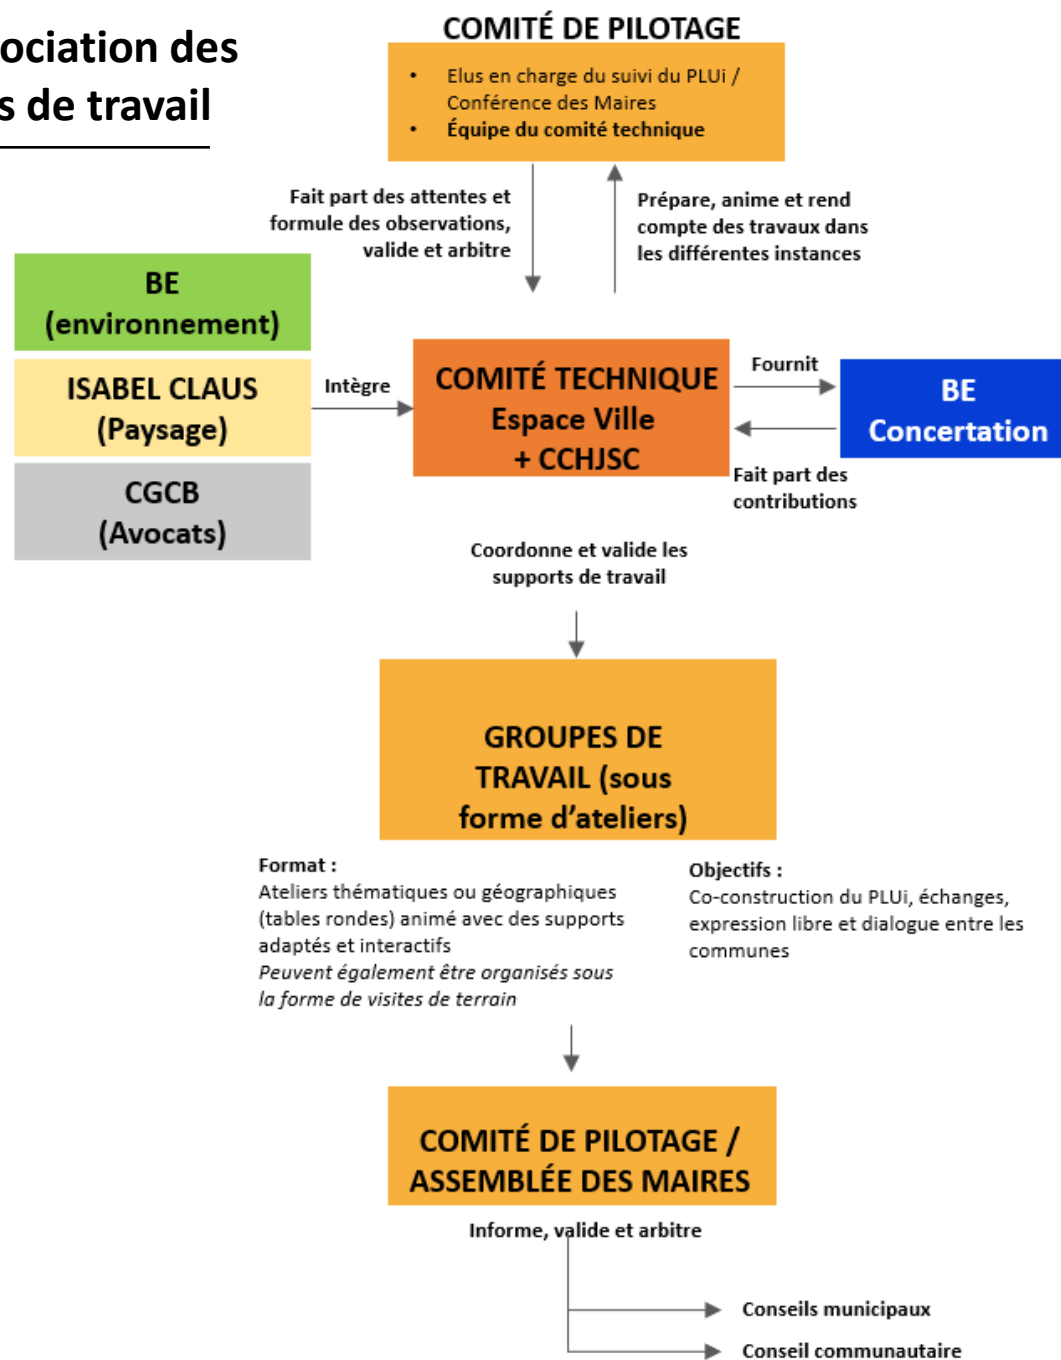 ociation des
s de travail
COMITÉ DE PILOTAGE
• Elus en charge du suivi du PLUi /
Conférence des Maires
• Équipe du comité technique
Fait part des attentes et
formule des observations,
valide et arbitre
Prépare, anime et rend
compte des travaux dans
les différentes instances
BE
(environnement)
ISABEL CLAUS
(Paysage)
CGCB
(Avocats)
Intègre
COMITÉ TECHNIQUE
Espace Ville
+ CCHJSC
Fournit
BE
Concertation
Fait part des
contributions
Coordonne et valide les
supports de travail
GROUPES DE
TRAVAIL (sous
forme d’ateliers)
Format :
Ateliers thématiques ou géographiques
(tables rondes) animé avec des supports
adaptés et interactifs
Peuvent également être organisés sous
la forme de visites de terrain
Objectifs :
Co-construction du PLUi, échanges,
expression libre et dialogue entre les
communes
COMITÉ DE PILOTAGE /
ASSEMBLÉE DES MAIRES
Informe, valide et arbitre
Conseils municipaux
Conseil communautaire